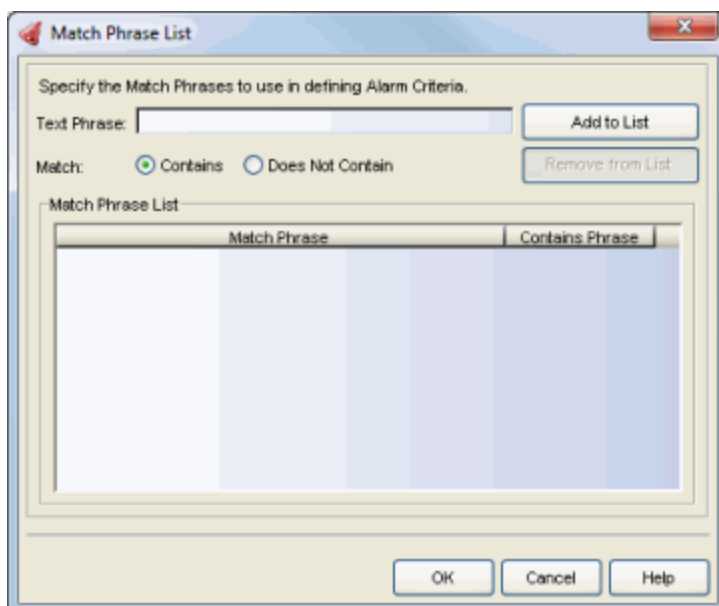 Match Phrase List
Specify the Match Phrases to use in defining Alarm Criteria.
Text Phrase: Add to List
Match: Contains Does Not Contain Remove from List
Match Phrase List
Match Phrase Contains Phrase
OK Cancel Help